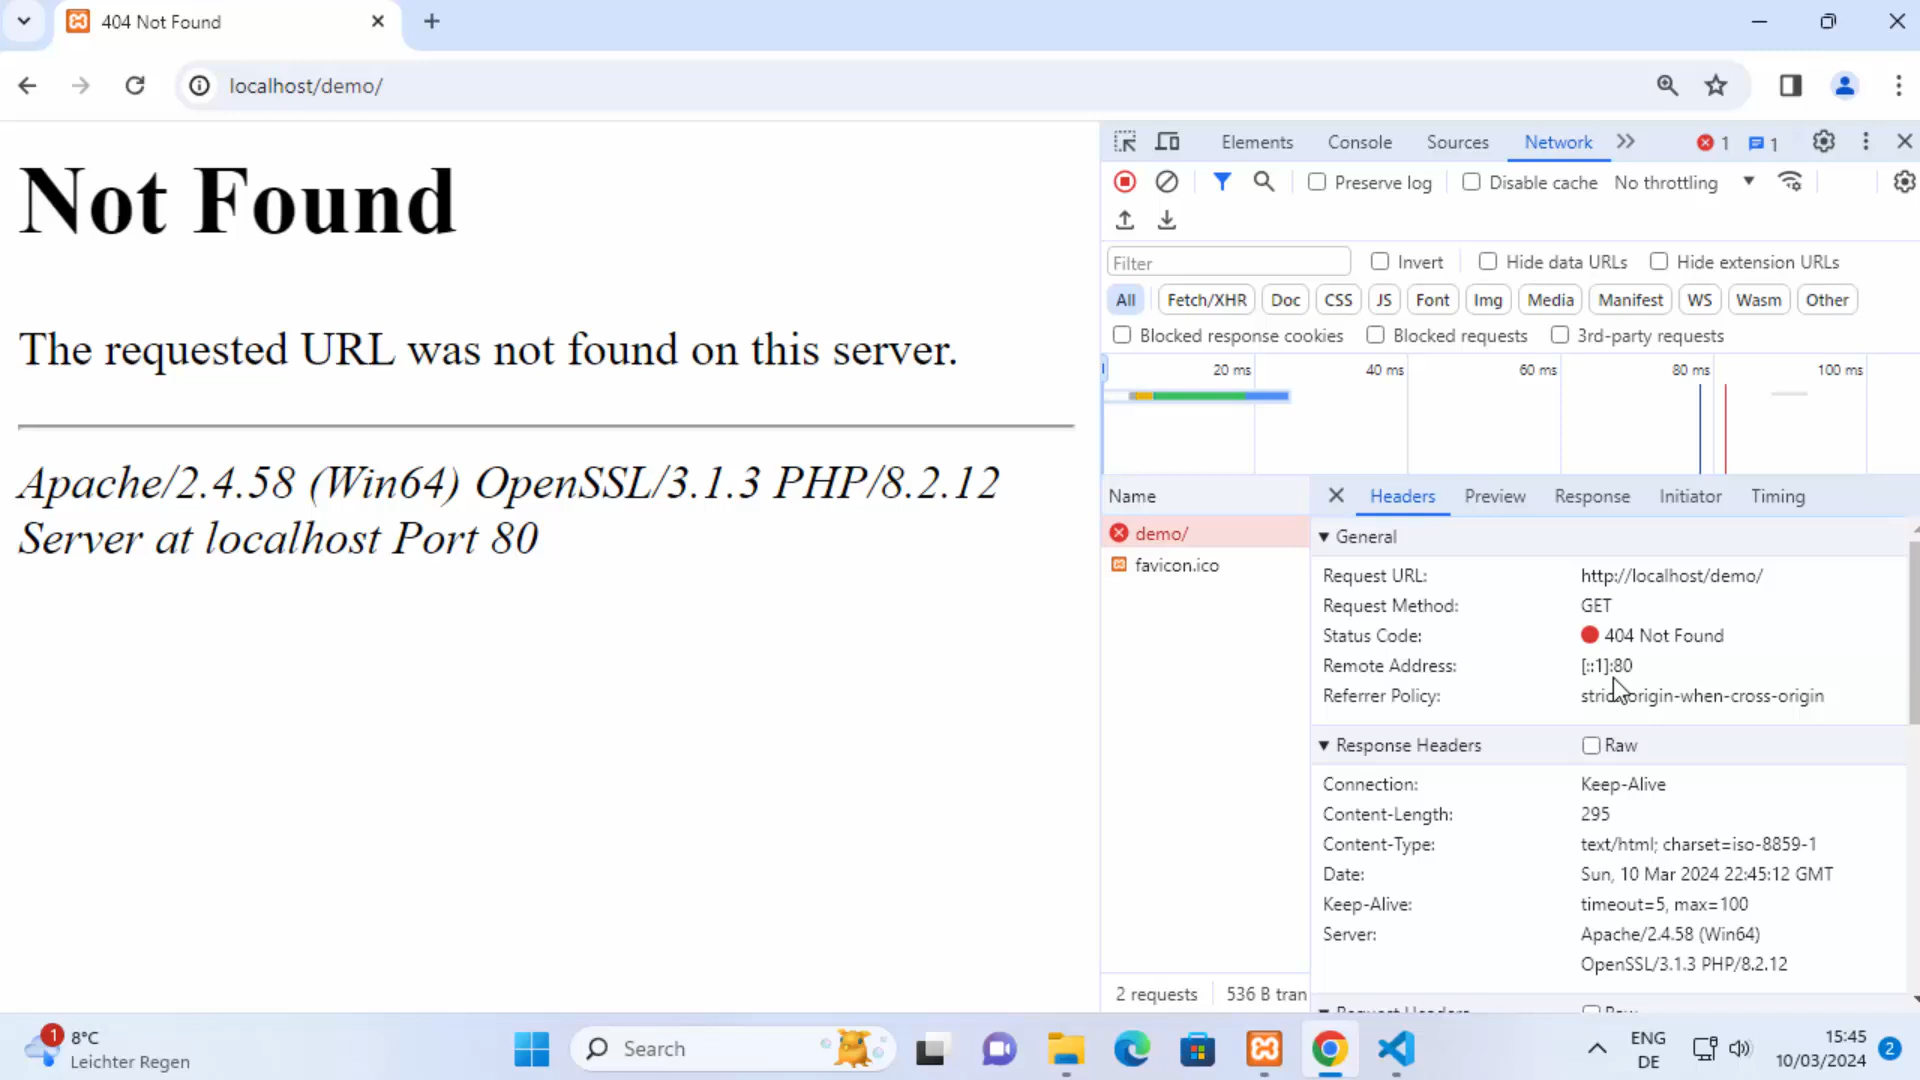 404 Not Found
localhost/demo/
Not Found
The requested URL was not found on this server.
Apache/2.4.58 (Win64) OpenSSL/3.1.3 PHP/8.2.12
Server at localhost Port 80
Elements Console Sources Network 1 1
Preserve log Disable cache No throttling
Filter Invert Hide data URLs Hide extension URLs
All Fetch/XHR Doc CSS JS Font Img Media Manifest WS Wasm Other
Blocked response cookies Blocked requests 3rd-party requests
20 ms 40 ms 60 ms 80 ms 100 ms
Name Headers Preview Response Initiator Timing
demo/
favicon.ico
General
Request URL: http://localhost/demo/
Request Method: GET
Status Code: 404 Not Found
Remote Address: [::1]:80
Referrer Policy: strict-origin-when-cross-origin
Response Headers Raw
Connection: Keep-Alive
Content-Length: 295
Content-Type: text/html; charset=iso-8859-1
Date: Sun, 10 Mar 2024 22:45:12 GMT
Keep-Alive: timeout=5, max=100
Server: Apache/2.4.58 (Win64)
OpenSSL/3.1.3 PHP/8.2.12
Request Headers Raw
2 requests 536 B tran
1
8°C
Leichter Regen
Search
ENG
DE
15:45
10/03/2024
2